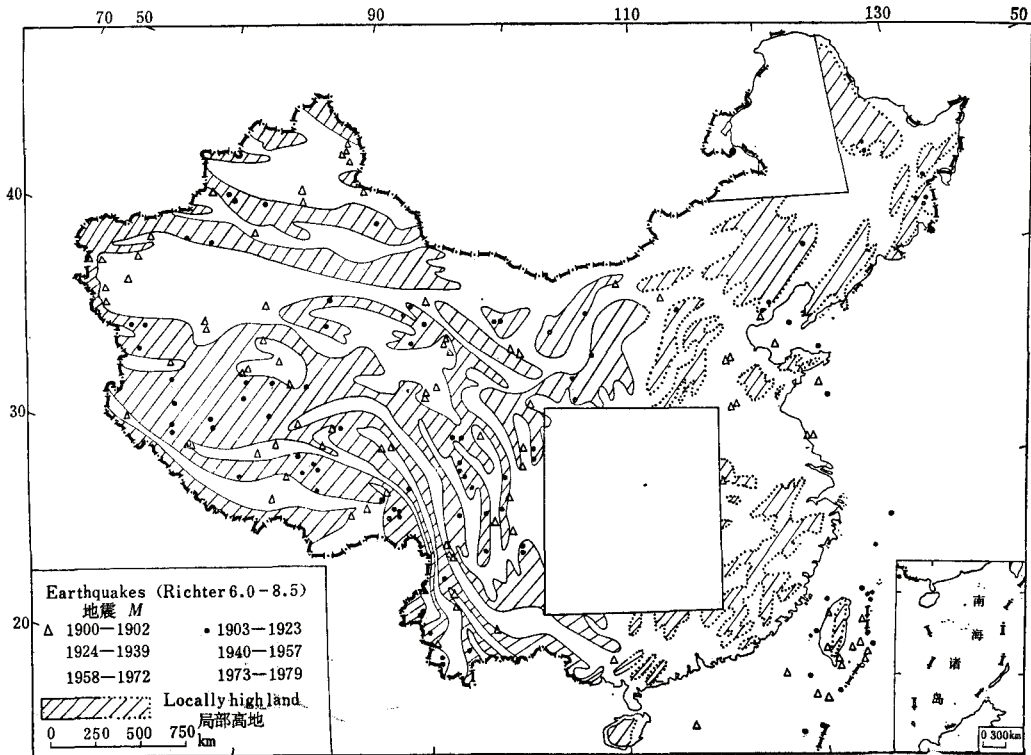 70 50 90 110 130 50
40
30
20
Earthquakes (Richter 6.0-8.5)
地震 M
△ 1900—1902 • 1903—1923
1924—1939 1940—1957
1958—1972 1973—1979
Locally high land
局部高地
0 250 500 750
km
南
海
诸
岛
0 300km